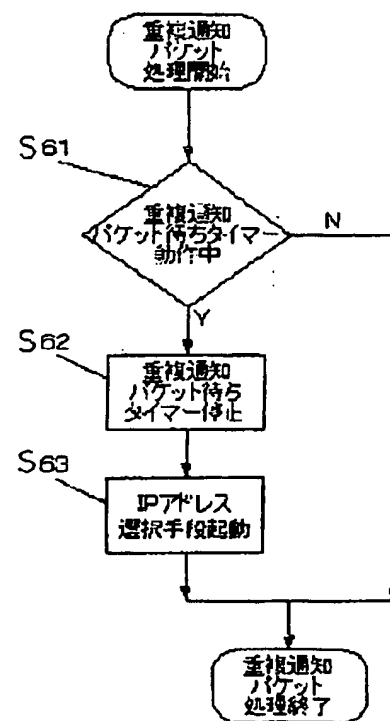 重複通知
パケット
処理開始
S61
重複通知
パケット待ちタイマー
動作中
N
Y
S62
重複通知
パケット待ち
タイマー停止
S63
IPアドレス
選択手段起動
重複通知
パケット
処理終了